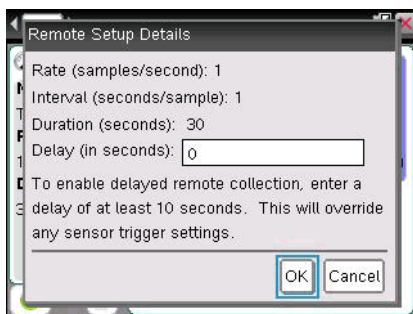 Remote Setup Details
Rate (samples/second): 1
Interval (seconds/sample): 1
Duration (seconds): 30
Delay (in seconds): 0
To enable delayed remote collection, enter a
delay of at least 10 seconds. This will override
any sensor trigger settings.
OK Cancel